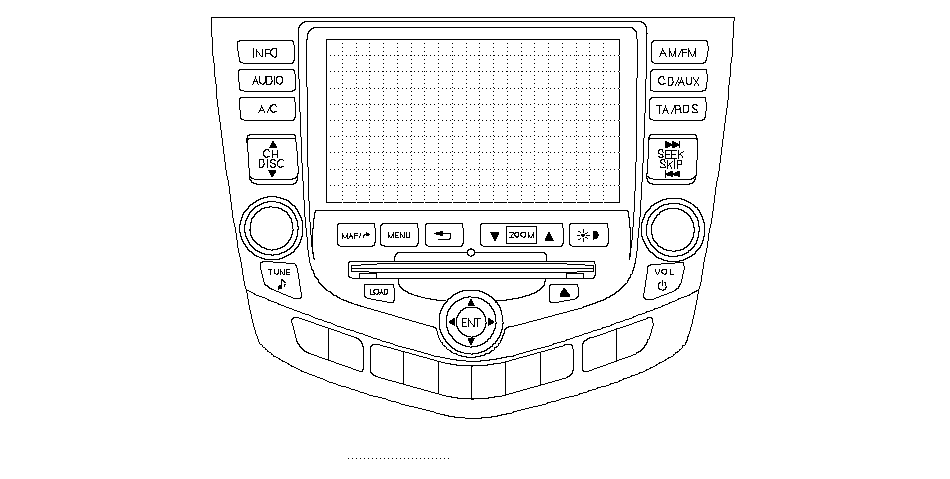 INFO
AUDIO
A/C
CH
DISC
TUNE
AM/FM
CD/AUX
TA/RDS
SEEK
SKIP
VOL
MAP/
MENU
ZOOM
LOAD
ENT